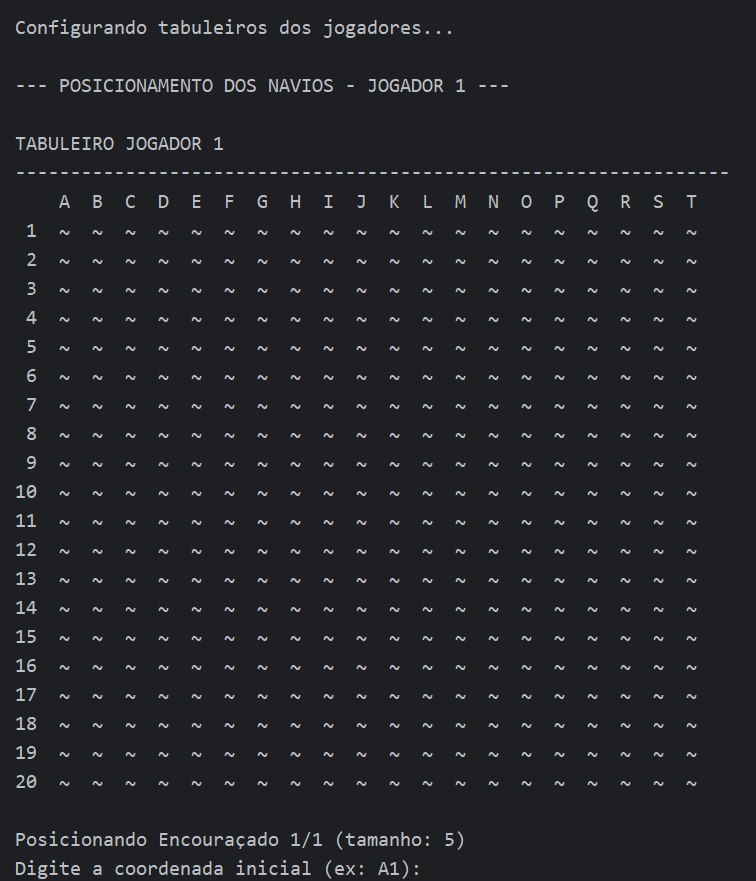 Configurando tabuleiros dos jogadores...
--- POSICIONAMENTO DOS NAVIOS - JOGADOR 1 ---
TABULEIRO JOGADOR 1
-----------------------------------------------------------------
    A  B  C  D  E  F  G  H  I  J  K  L  M  N  O  P  Q  R  S  T
 1  ~  ~  ~  ~  ~  ~  ~  ~  ~  ~  ~  ~  ~  ~  ~  ~  ~  ~  ~  ~
 2  ~  ~  ~  ~  ~  ~  ~  ~  ~  ~  ~  ~  ~  ~  ~  ~  ~  ~  ~  ~
 3  ~  ~  ~  ~  ~  ~  ~  ~  ~  ~  ~  ~  ~  ~  ~  ~  ~  ~  ~  ~
 4  ~  ~  ~  ~  ~  ~  ~  ~  ~  ~  ~  ~  ~  ~  ~  ~  ~  ~  ~  ~
 5  ~  ~  ~  ~  ~  ~  ~  ~  ~  ~  ~  ~  ~  ~  ~  ~  ~  ~  ~  ~
 6  ~  ~  ~  ~  ~  ~  ~  ~  ~  ~  ~  ~  ~  ~  ~  ~  ~  ~  ~  ~
 7  ~  ~  ~  ~  ~  ~  ~  ~  ~  ~  ~  ~  ~  ~  ~  ~  ~  ~  ~  ~
 8  ~  ~  ~  ~  ~  ~  ~  ~  ~  ~  ~  ~  ~  ~  ~  ~  ~  ~  ~  ~
 9  ~  ~  ~  ~  ~  ~  ~  ~  ~  ~  ~  ~  ~  ~  ~  ~  ~  ~  ~  ~
10  ~  ~  ~  ~  ~  ~  ~  ~  ~  ~  ~  ~  ~  ~  ~  ~  ~  ~  ~  ~
11  ~  ~  ~  ~  ~  ~  ~  ~  ~  ~  ~  ~  ~  ~  ~  ~  ~  ~  ~  ~
12  ~  ~  ~  ~  ~  ~  ~  ~  ~  ~  ~  ~  ~  ~  ~  ~  ~  ~  ~  ~
13  ~  ~  ~  ~  ~  ~  ~  ~  ~  ~  ~  ~  ~  ~  ~  ~  ~  ~  ~  ~
14  ~  ~  ~  ~  ~  ~  ~  ~  ~  ~  ~  ~  ~  ~  ~  ~  ~  ~  ~  ~
15  ~  ~  ~  ~  ~  ~  ~  ~  ~  ~  ~  ~  ~  ~  ~  ~  ~  ~  ~  ~
16  ~  ~  ~  ~  ~  ~  ~  ~  ~  ~  ~  ~  ~  ~  ~  ~  ~  ~  ~  ~
17  ~  ~  ~  ~  ~  ~  ~  ~  ~  ~  ~  ~  ~  ~  ~  ~  ~  ~  ~  ~
18  ~  ~  ~  ~  ~  ~  ~  ~  ~  ~  ~  ~  ~  ~  ~  ~  ~  ~  ~  ~
19  ~  ~  ~  ~  ~  ~  ~  ~  ~  ~  ~  ~  ~  ~  ~  ~  ~  ~  ~  ~
20  ~  ~  ~  ~  ~  ~  ~  ~  ~  ~  ~  ~  ~  ~  ~  ~  ~  ~  ~  ~
Posicionando Encouraçado 1/1 (tamanho: 5)
Digite a coordenada inicial (ex: A1):